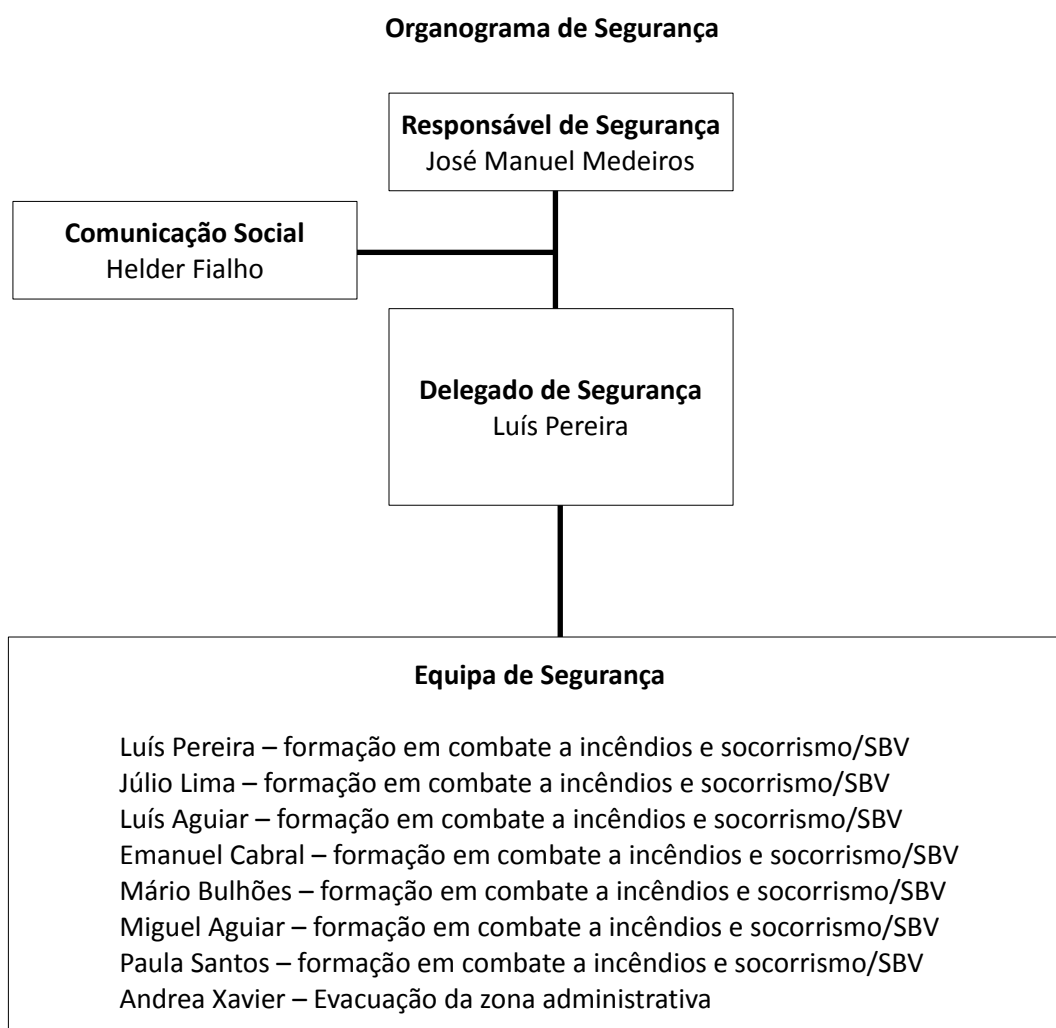 Organograma de Segurança
Responsável de Segurança
José Manuel Medeiros
Comunicação Social
Helder Fialho
Delegado de Segurança
Luís Pereira
Equipa de Segurança
Luís Pereira – formação em combate a incêndios e socorrismo/SBV
Júlio Lima – formação em combate a incêndios e socorrismo/SBV
Luís Aguiar – formação em combate a incêndios e socorrismo/SBV
Emanuel Cabral – formação em combate a incêndios e socorrismo/SBV
Mário Bulhões – formação em combate a incêndios e socorrismo/SBV
Miguel Aguiar – formação em combate a incêndios e socorrismo/SBV
Paula Santos – formação em combate a incêndios e socorrismo/SBV
Andrea Xavier – Evacuação da zona administrativa